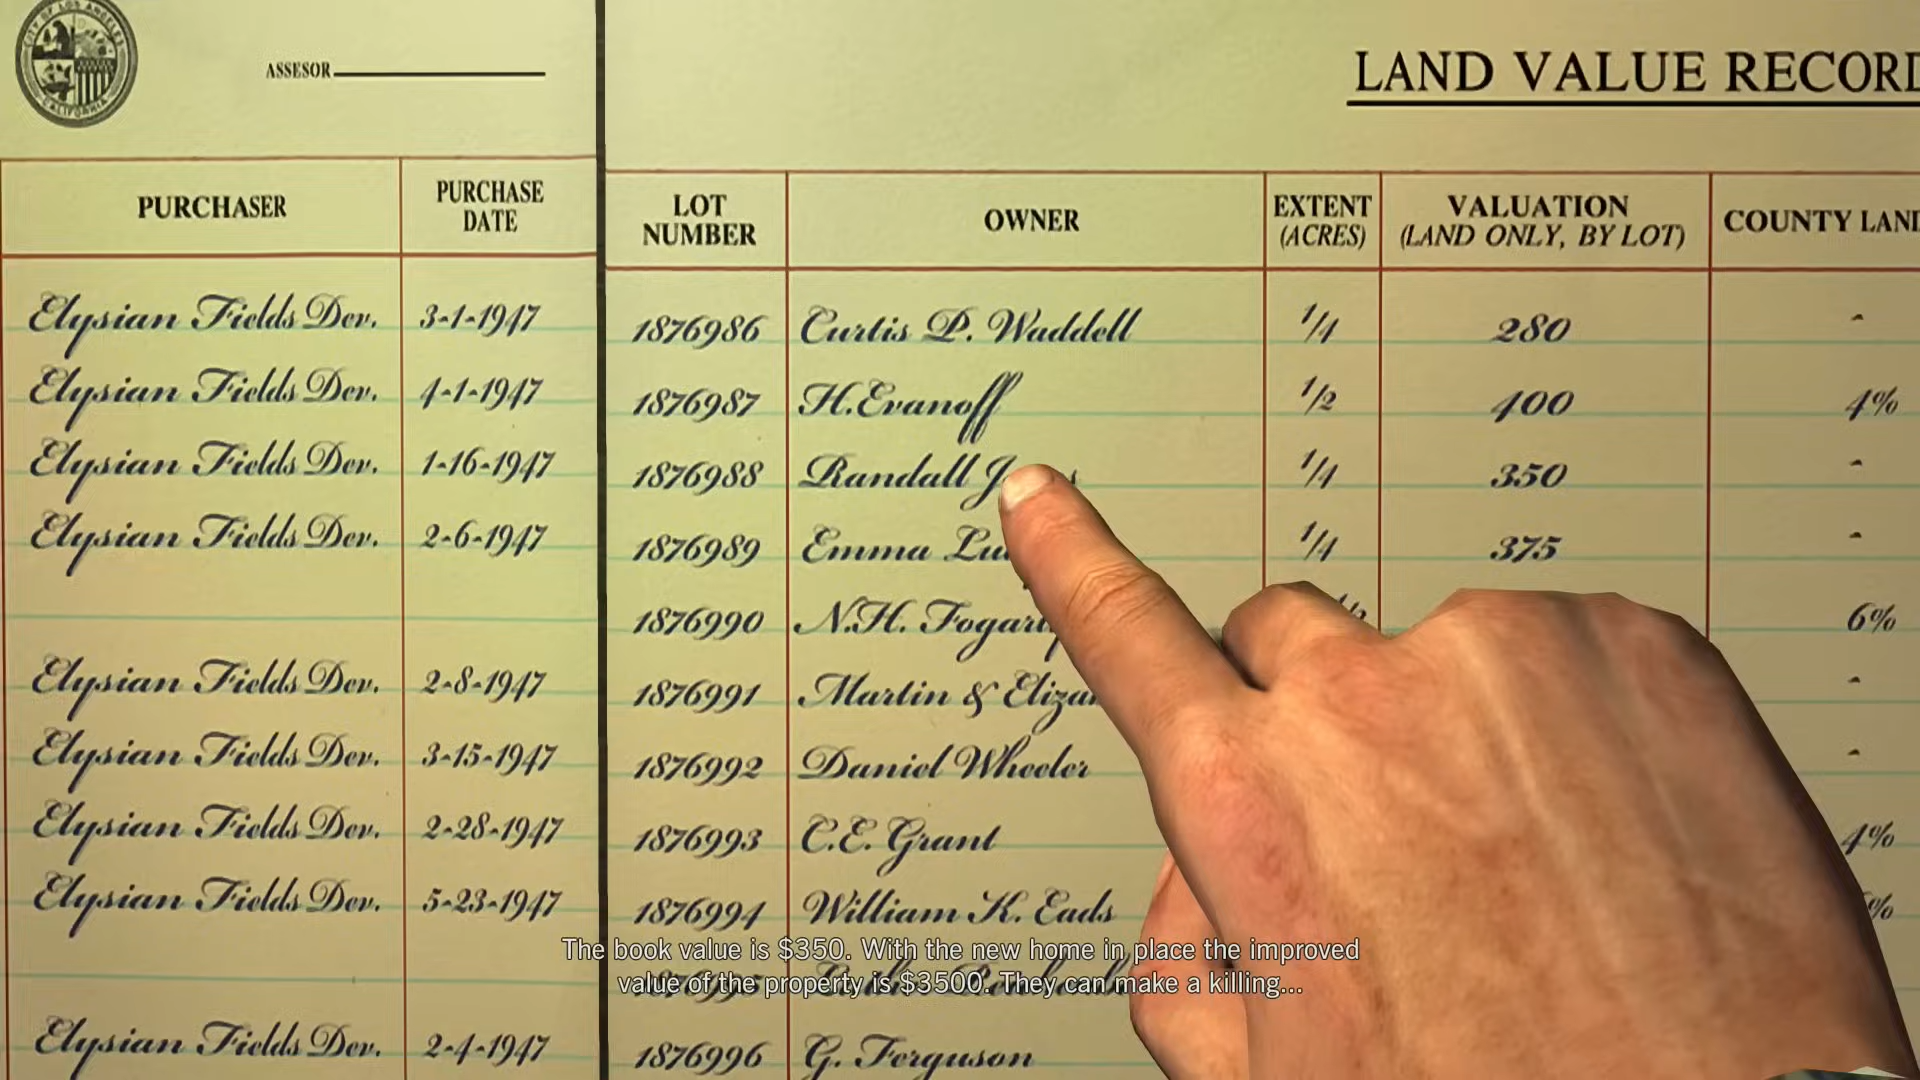 CITY OF LOS ANGELES
CALIFORNIA
ASSESOR
LAND VALUE RECORD
PURCHASER
PURCHASE DATE
LOT NUMBER
OWNER
EXTENT (ACRES)
VALUATION (LAND ONLY, BY LOT)
COUNTY LAND
Elysian Fields Dev. 3-1-1947 1876986 Curtis P. Waddell 1/4 280 -
Elysian Fields Dev. 4-1-1947 1876987 H. Evanoff 1/2 400 4%
Elysian Fields Dev. 1-16-1947 1876988 Randall J 1/4 350 -
Elysian Fields Dev. 2-6-1947 1876989 Emma 1/4 375 -
1876990 N.H. Fogarty 6%
Elysian Fields Dev. 2-8-1947 1876991 Martin & -
Elysian Fields Dev. 3-15-1947 1876992 Daniel Wheeler -
Elysian Fields Dev. 2-28-1947 1876993 C.E. Grant 4%
Elysian Fields Dev. 5-23-1947 1876994 William K. Eads %
1876995
Elysian Fields Dev. 2-4-1947 1876996 G. Ferguson
The book value is $350. With the new home in place the improved
value of the property is $3500. They can make a killing...